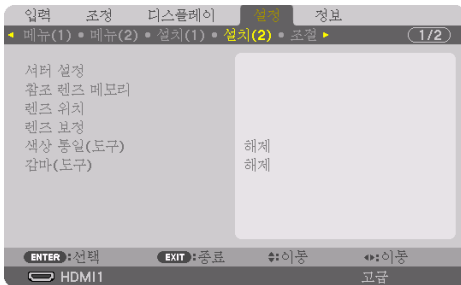 입력 조정 디스플레이 설정 정보
메뉴(1) 메뉴(2) 설치(1) 설치(2) 조절 1/2
셔터 설정
참조 렌즈 메모리
렌즈 위치
렌즈 보정
색상 통일(도구) 해제
감마(도구) 해제
ENTER:선택 EXIT:종료 :이동 :이동
HDMI1 고급